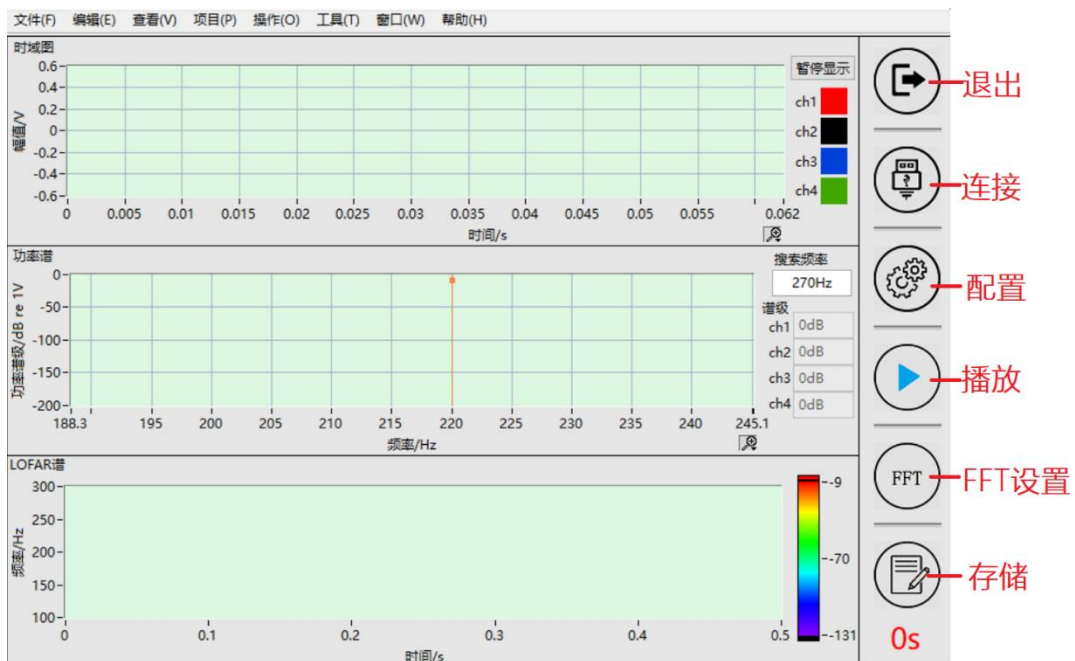 文件(F) 编辑(E) 查看(V) 项目(P) 操作(O) 工具(T) 窗口(W) 帮助(H)
时域图
暂停显示
幅值/V
0.6
0.4
0.2
0
-0.2
-0.4
-0.6
0 0.005 0.01 0.015 0.02 0.025 0.03 0.035 0.04 0.045 0.05 0.055 0.062
时间/s
ch1
ch2
ch3
ch4
功率谱
功率谱级/dB re 1V
0
-50
-100
-150
-200
188.3 195 200 205 210 215 220 225 230 235 240 245.1
频率/Hz
搜索频率
270Hz
谱级
ch1 0dB
ch2 0dB
ch3 0dB
ch4 0dB
LOFAR谱
频率/Hz
300
250
200
150
100
0 0.1 0.2 0.3 0.4 0.5
时间/s
-9
-70
-131
退出
连接
配置
播放
FFT
FFT设置
存储
0s